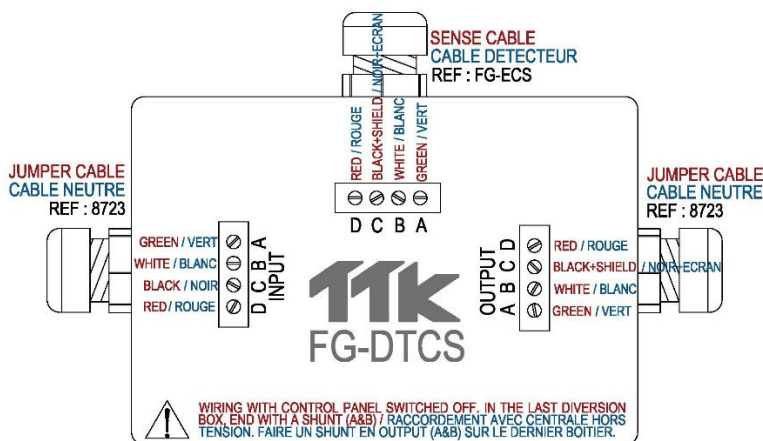 SENSE CABLE
CABLE DETECTEUR
REF : FG-ECS
RED / ROUGE
BLACK+SHIELD / NOIR+ECRAN
WHITE / BLANC
GREEN / VERT
D C B A
JUMPER CABLE
CABLE NEUTRE
REF : 8723
GREEN / VERT A
WHITE / BLANC B
BLACK / NOIR C
RED/ ROUGE D
INPUT
JUMPER CABLE
CABLE NEUTRE
REF : 8723
OUTPUT
D RED / ROUGE
C BLACK+SHIELD / NOIR+ECRAN
B WHITE / BLANC
A GREEN / VERT
TTK
FG-DTCS
WIRING WITH CONTROL PANEL SWITCHED OFF. IN THE LAST DIVERSION
BOX, END WITH A SHUNT (A&B) / RACCORDEMENT AVEC CENTRALE HORS
TENSION. FAIRE UN SHUNT EN OUTPUT (A&B) SUR LE DERNIER BOITIER.